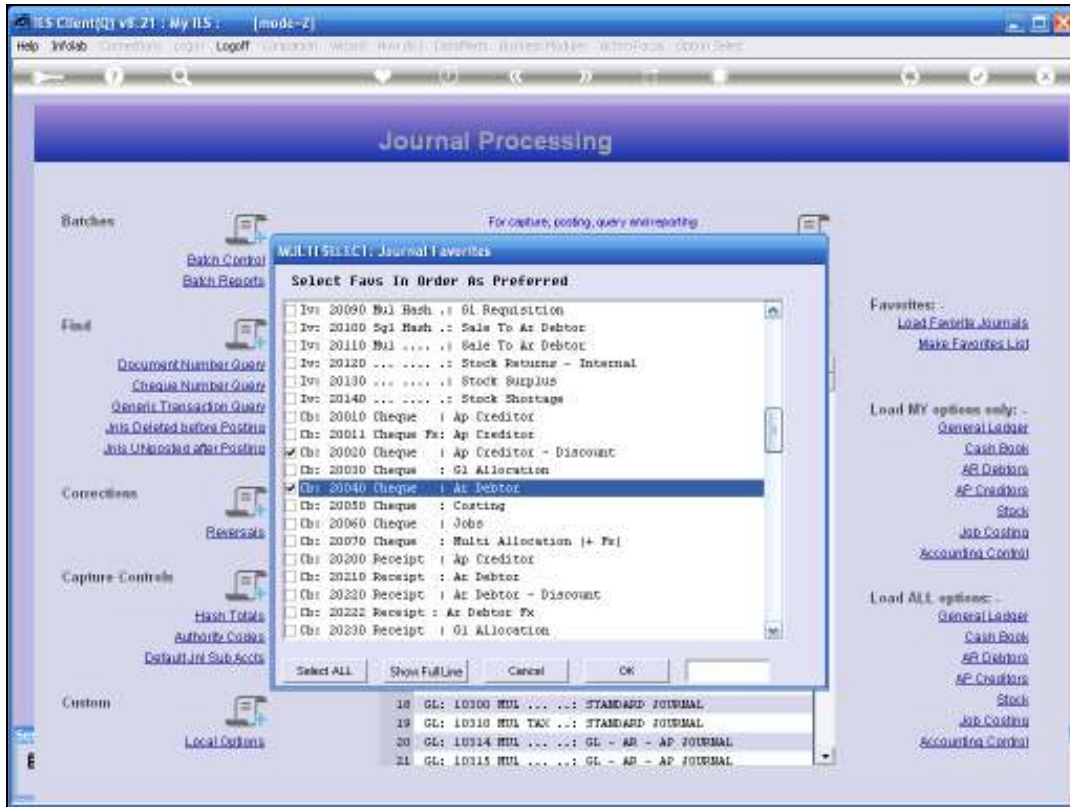 IES Client(Q) v8.21 : My IES : [mode=2]
Help Infolab Logoff
Journal Processing
Batches
For capture, posting, query and reporting
Batch Control
Batch Reports
Find
Document Number Query
Cheque Number Query
Generic Transaction Query
Jnls Deleted before Posting
Jnls UNposted after Posting
Corrections
Reversals
Capture Controls
Hash Totals
Authority Codes
Default Jnl Sub Accts
Custom
Local Options
MULTI SELECT: Journal Favorites
Select Favs In Order As Preferred
Iv: 20090 Mul Hash .: Gl Requisition
Iv: 20100 Sgl Hash .: Sale To Ar Debtor
Iv: 20110 Mul .... .: Sale To Ar Debtor
Iv: 20120 ... .... .: Stock Returns - Internal
Iv: 20130 ... .... .: Stock Surplus
Iv: 20140 ... .... .: Stock Shortage
Cb: 20010 Cheque : Ap Creditor
Cb: 20011 Cheque Fx: Ap Creditor
Cb: 20020 Cheque : Ap Creditor - Discount
Cb: 20030 Cheque : Gl Allocation
Cb: 20040 Cheque : Ar Debtor
Cb: 20050 Cheque : Costing
Cb: 20060 Cheque : Jobs
Cb: 20070 Cheque : Multi Allocation (+ Fx)
Cb: 20200 Receipt : Ap Creditor
Cb: 20210 Receipt : Ar Debtor
Cb: 20220 Receipt : Ar Debtor - Discount
Cb: 20222 Receipt : Ar Debtor Fx
Cb: 20230 Receipt : Gl Allocation
Select ALL Show Full Line Cancel OK
18 GL: 10300 MUL ... ..: STANDARD JOURNAL
19 GL: 10310 MUL TAX ..: STANDARD JOURNAL
20 GL: 10314 MUL ... ..: GL - AR - AP JOURNAL
21 GL: 10315 MUL ... ..: GL - AR - AP JOURNAL
Favorites: -
Load Favorite Journals
Make Favorites List
Load MY options only: -
General Ledger
Cash Book
AR Debtors
AP Creditors
Stock
Job Costing
Accounting Control
Load ALL options: -
General Ledger
Cash Book
AR Debtors
AP Creditors
Stock
Job Costing
Accounting Control